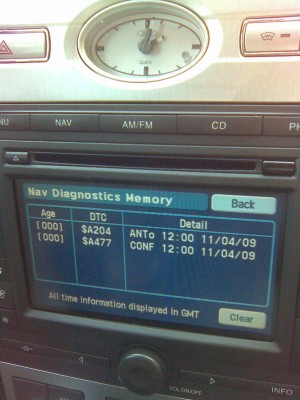 NU NAV AM/FM CD PH
Nav Diagnostics Memory Back
Age DTC Detail
[000] $A204 ANTo 12:00 11/04/09
[000] $A477 CONF 12:00 11/04/09
All time information displayed in GMT Clear
VOL-ON/OFF INFO